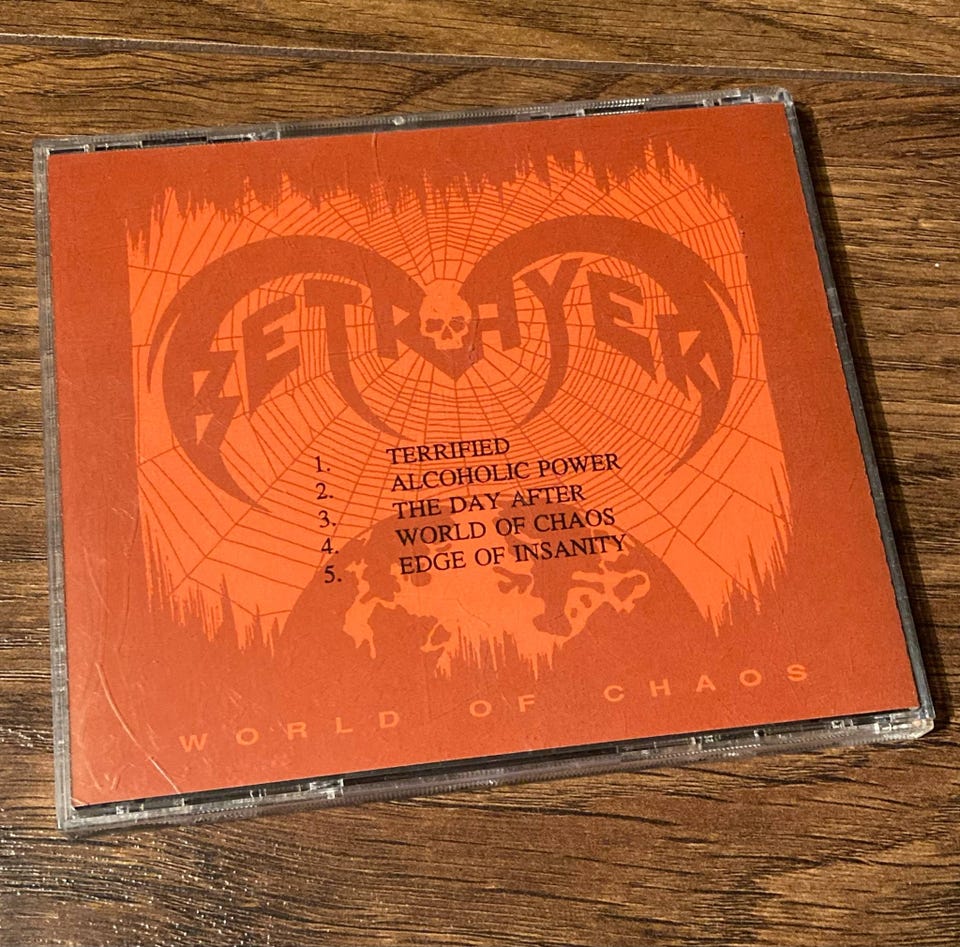 BETRAYER
1. TERRIFIED
2. ALCOHOLIC POWER
3. THE DAY AFTER
4. WORLD OF CHAOS
5. EDGE OF INSANITY
WORLD OF CHAOS